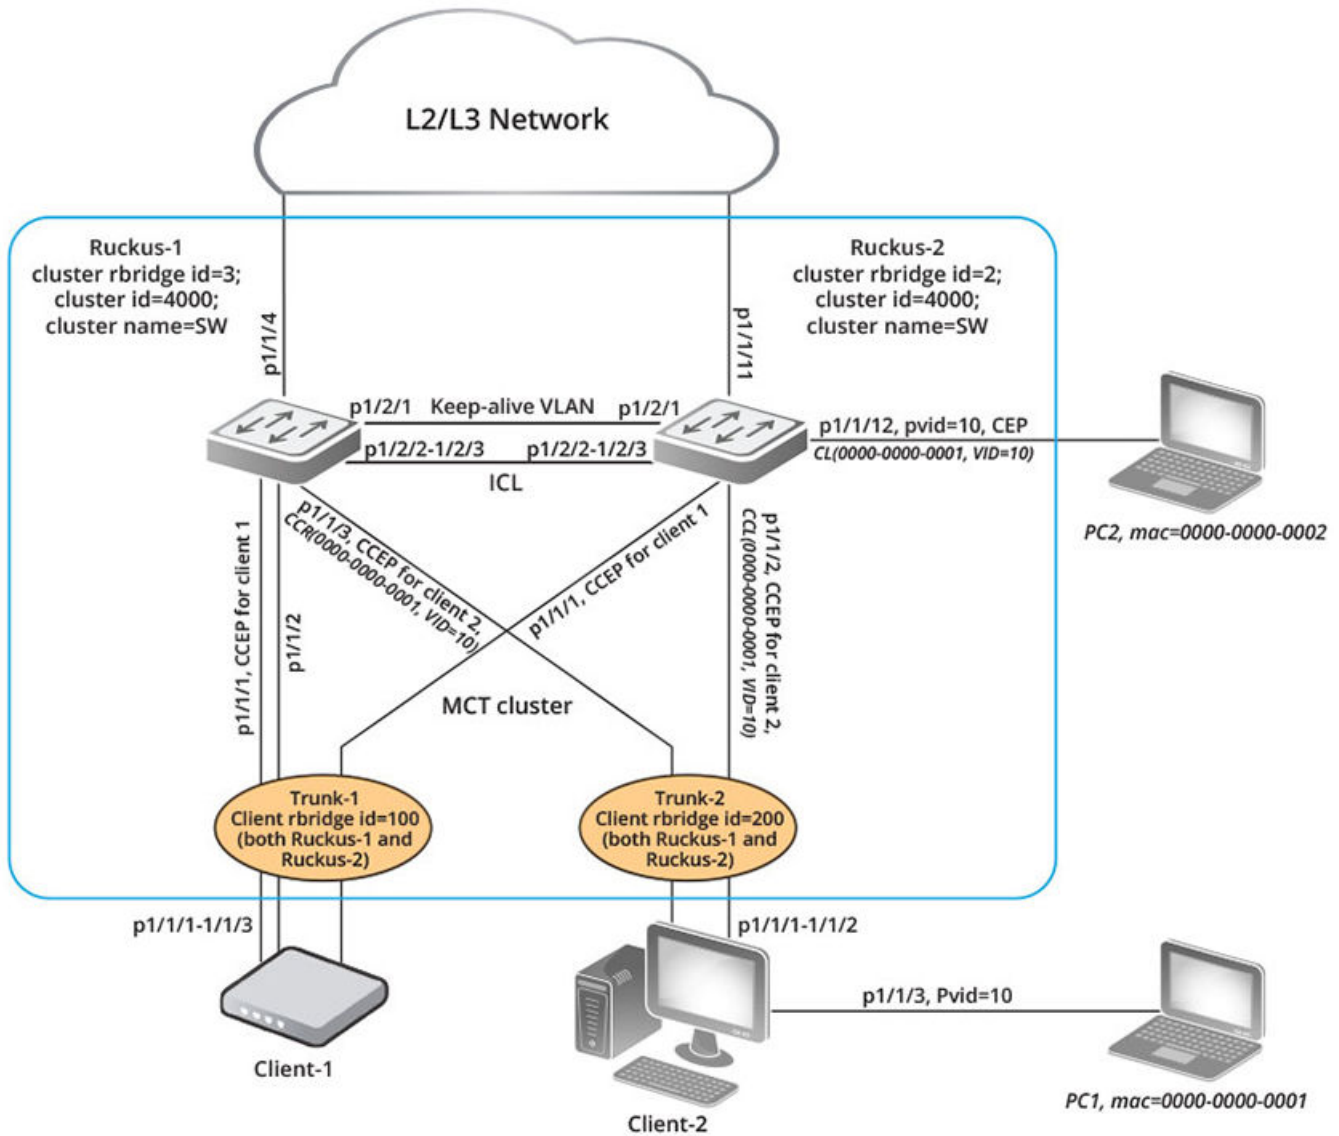 L2/L3 Network
Ruckus-1
cluster rbridge id=3;
cluster id=4000;
cluster name=SW
Ruckus-2
cluster rbridge id=2;
cluster id=4000;
cluster name=SW
p1/1/4
p1/1/11
p1/2/1
Keep-alive VLAN
p1/2/1
p1/2/2-1/2/3
p1/2/2-1/2/3
ICL
p1/1/12, pvid=10, CEP
CL(0000-0000-0001, VID=10)
PC2, mac=0000-0000-0002
p1/1/1, CCEP for client 1
p1/1/2
p1/1/3, CCEP for client 2,
CCR(0000-0000-0001, VID=10)
p1/1/1, CCEP for client 1
p1/1/2, CCEP for client 2,
CCL(0000-0000-0001, VID=10)
MCT cluster
Trunk-1
Client rbridge id=100
(both Ruckus-1 and
Ruckus-2)
Trunk-2
Client rbridge id=200
(both Ruckus-1 and
Ruckus-2)
p1/1/1-1/1/3
p1/1/1-1/1/2
Client-1
p1/1/3, Pvid=10
PC1, mac=0000-0000-0001
Client-2